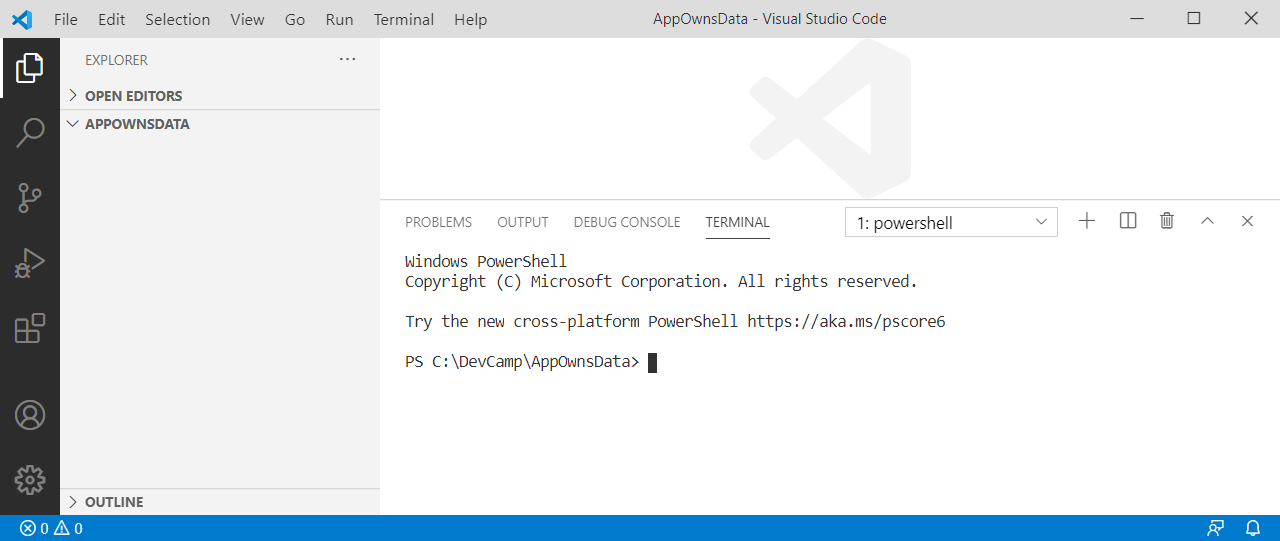 File Edit Selection View Go Run Terminal Help AppOwnsData - Visual Studio Code
EXPLORER ...
OPEN EDITORS
APPOWNSDATA
PROBLEMS OUTPUT DEBUG CONSOLE TERMINAL 1: powershell
Windows PowerShell
Copyright (C) Microsoft Corporation. All rights reserved.
Try the new cross-platform PowerShell https://aka.ms/pscore6
PS C:\DevCamp\AppOwnsData>
OUTLINE
0 0